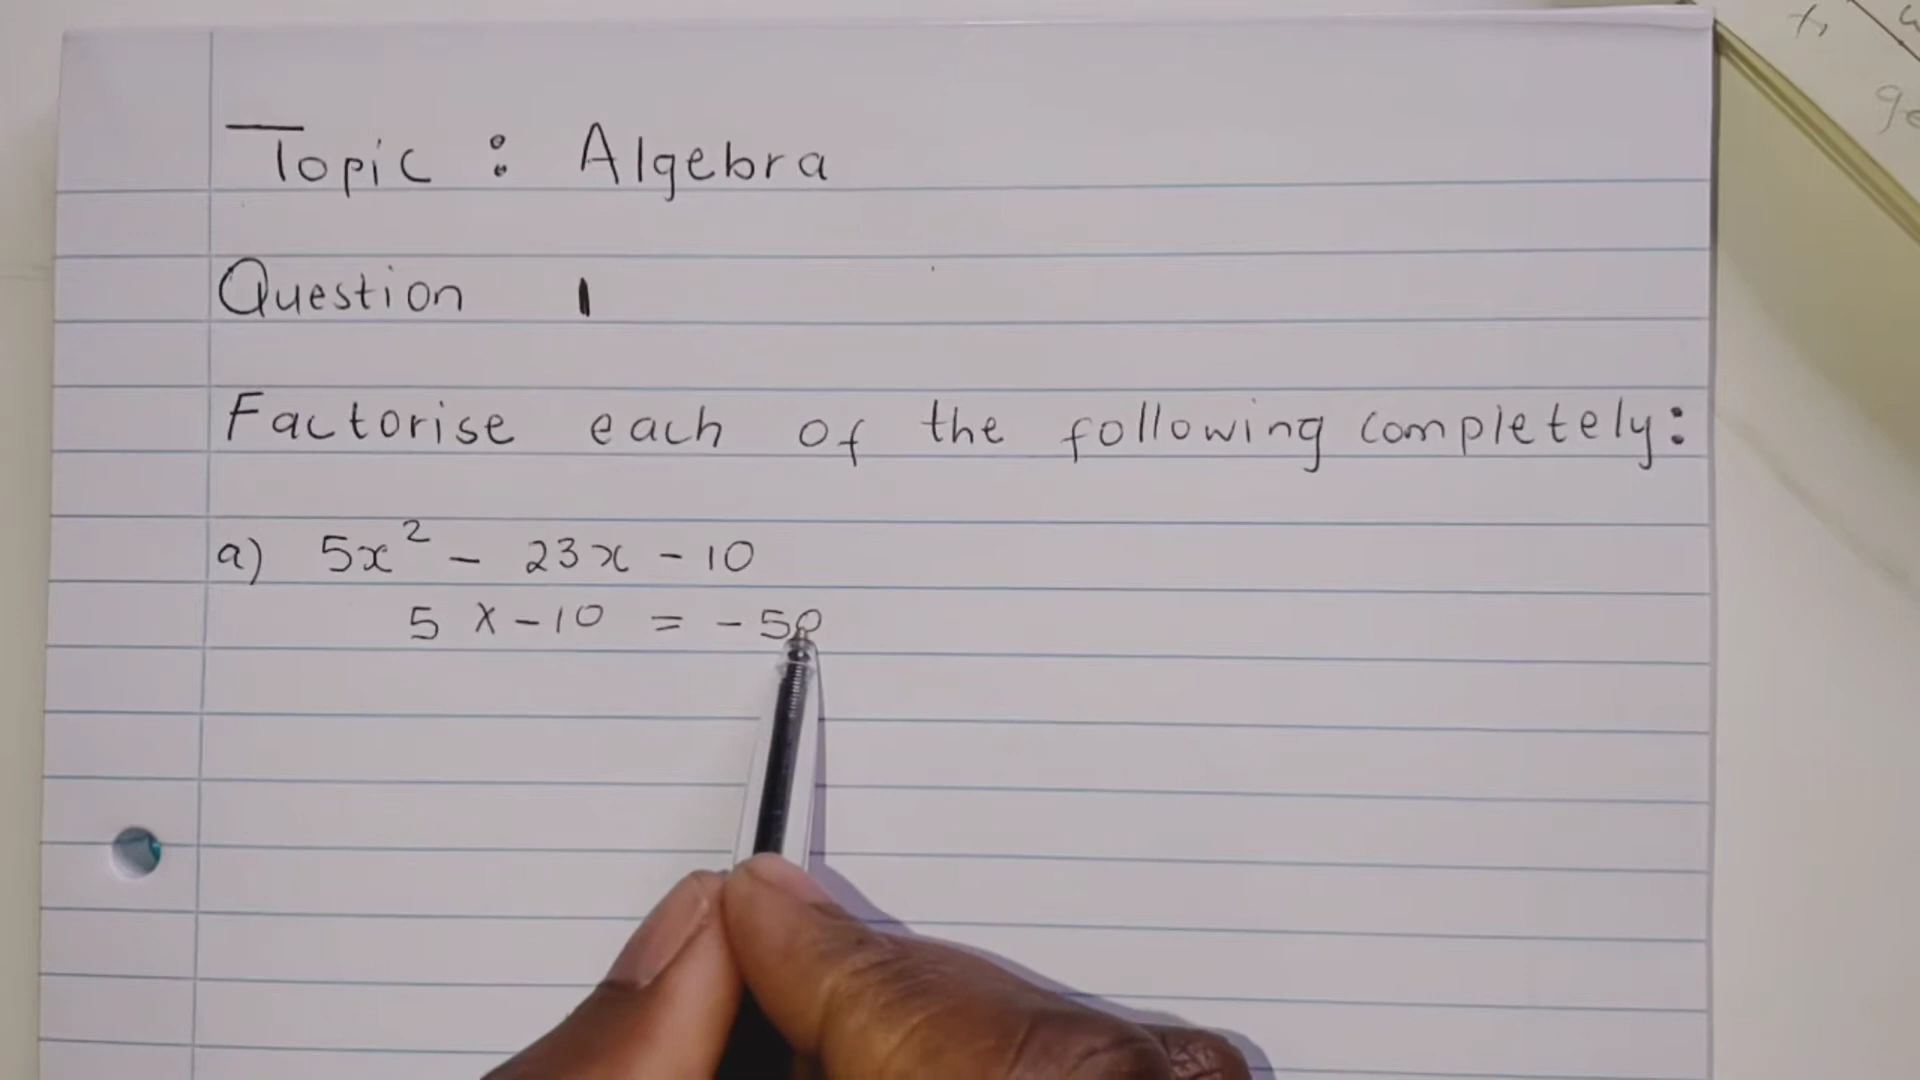 Topic : Algebra
Question 1
Factorise each of the following completely:
a) 5x² - 23x - 10
5 x -10 = -50